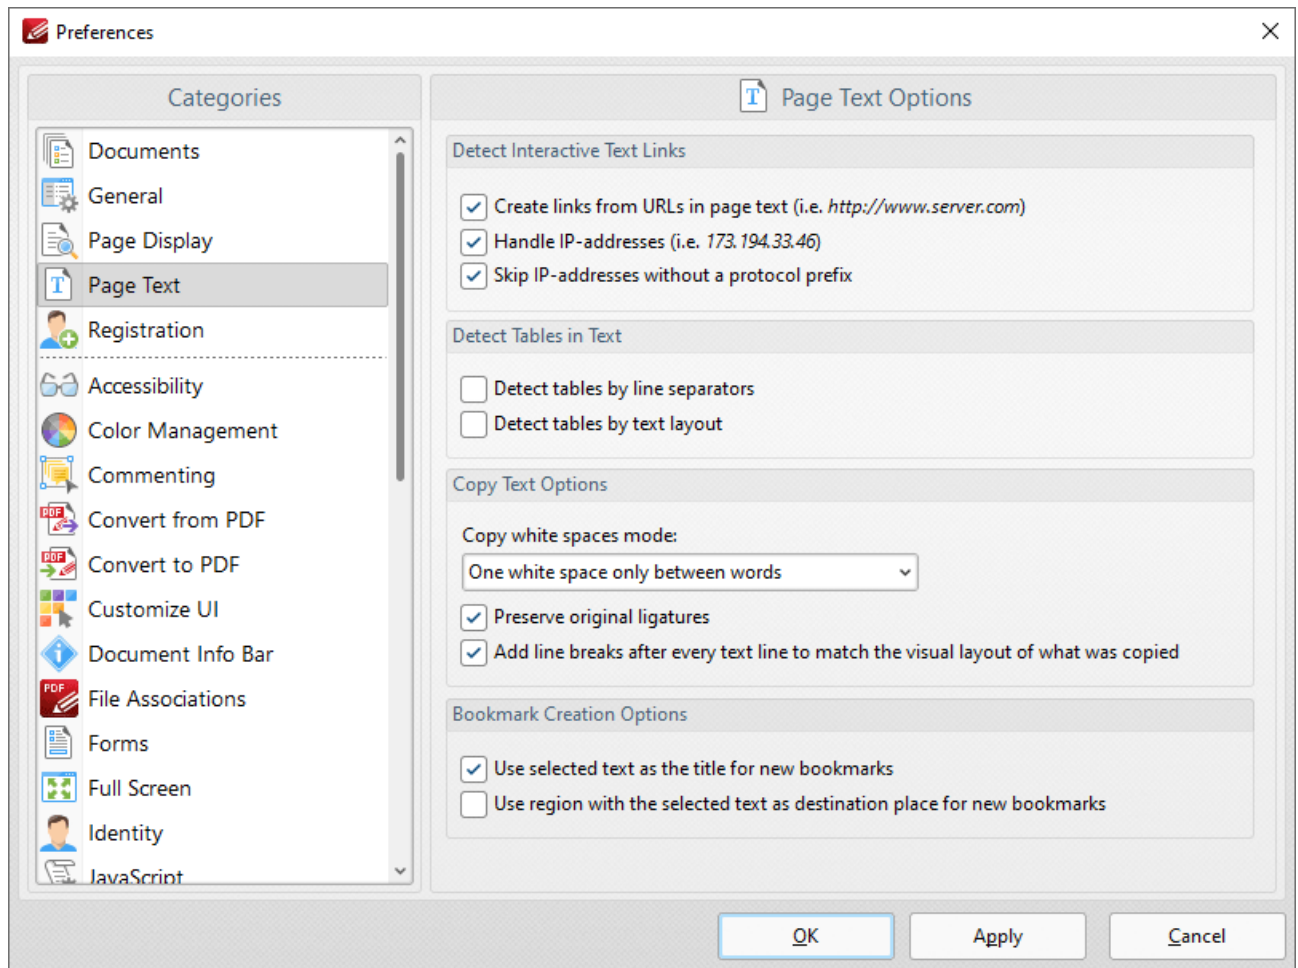 Preferences
Categories
Documents
General
Page Display
Page Text
Registration
Accessibility
Color Management
Commenting
Convert from PDF
Convert to PDF
Customize UI
Document Info Bar
File Associations
Forms
Full Screen
Identity
JavaScript
Page Text Options
Detect Interactive Text Links
Create links from URLs in page text (i.e. http://www.server.com)
Handle IP-addresses (i.e. 173.194.33.46)
Skip IP-addresses without a protocol prefix
Detect Tables in Text
Detect tables by line separators
Detect tables by text layout
Copy Text Options
Copy white spaces mode:
One white space only between words
Preserve original ligatures
Add line breaks after every text line to match the visual layout of what was copied
Bookmark Creation Options
Use selected text as the title for new bookmarks
Use region with the selected text as destination place for new bookmarks
OK
Apply
Cancel